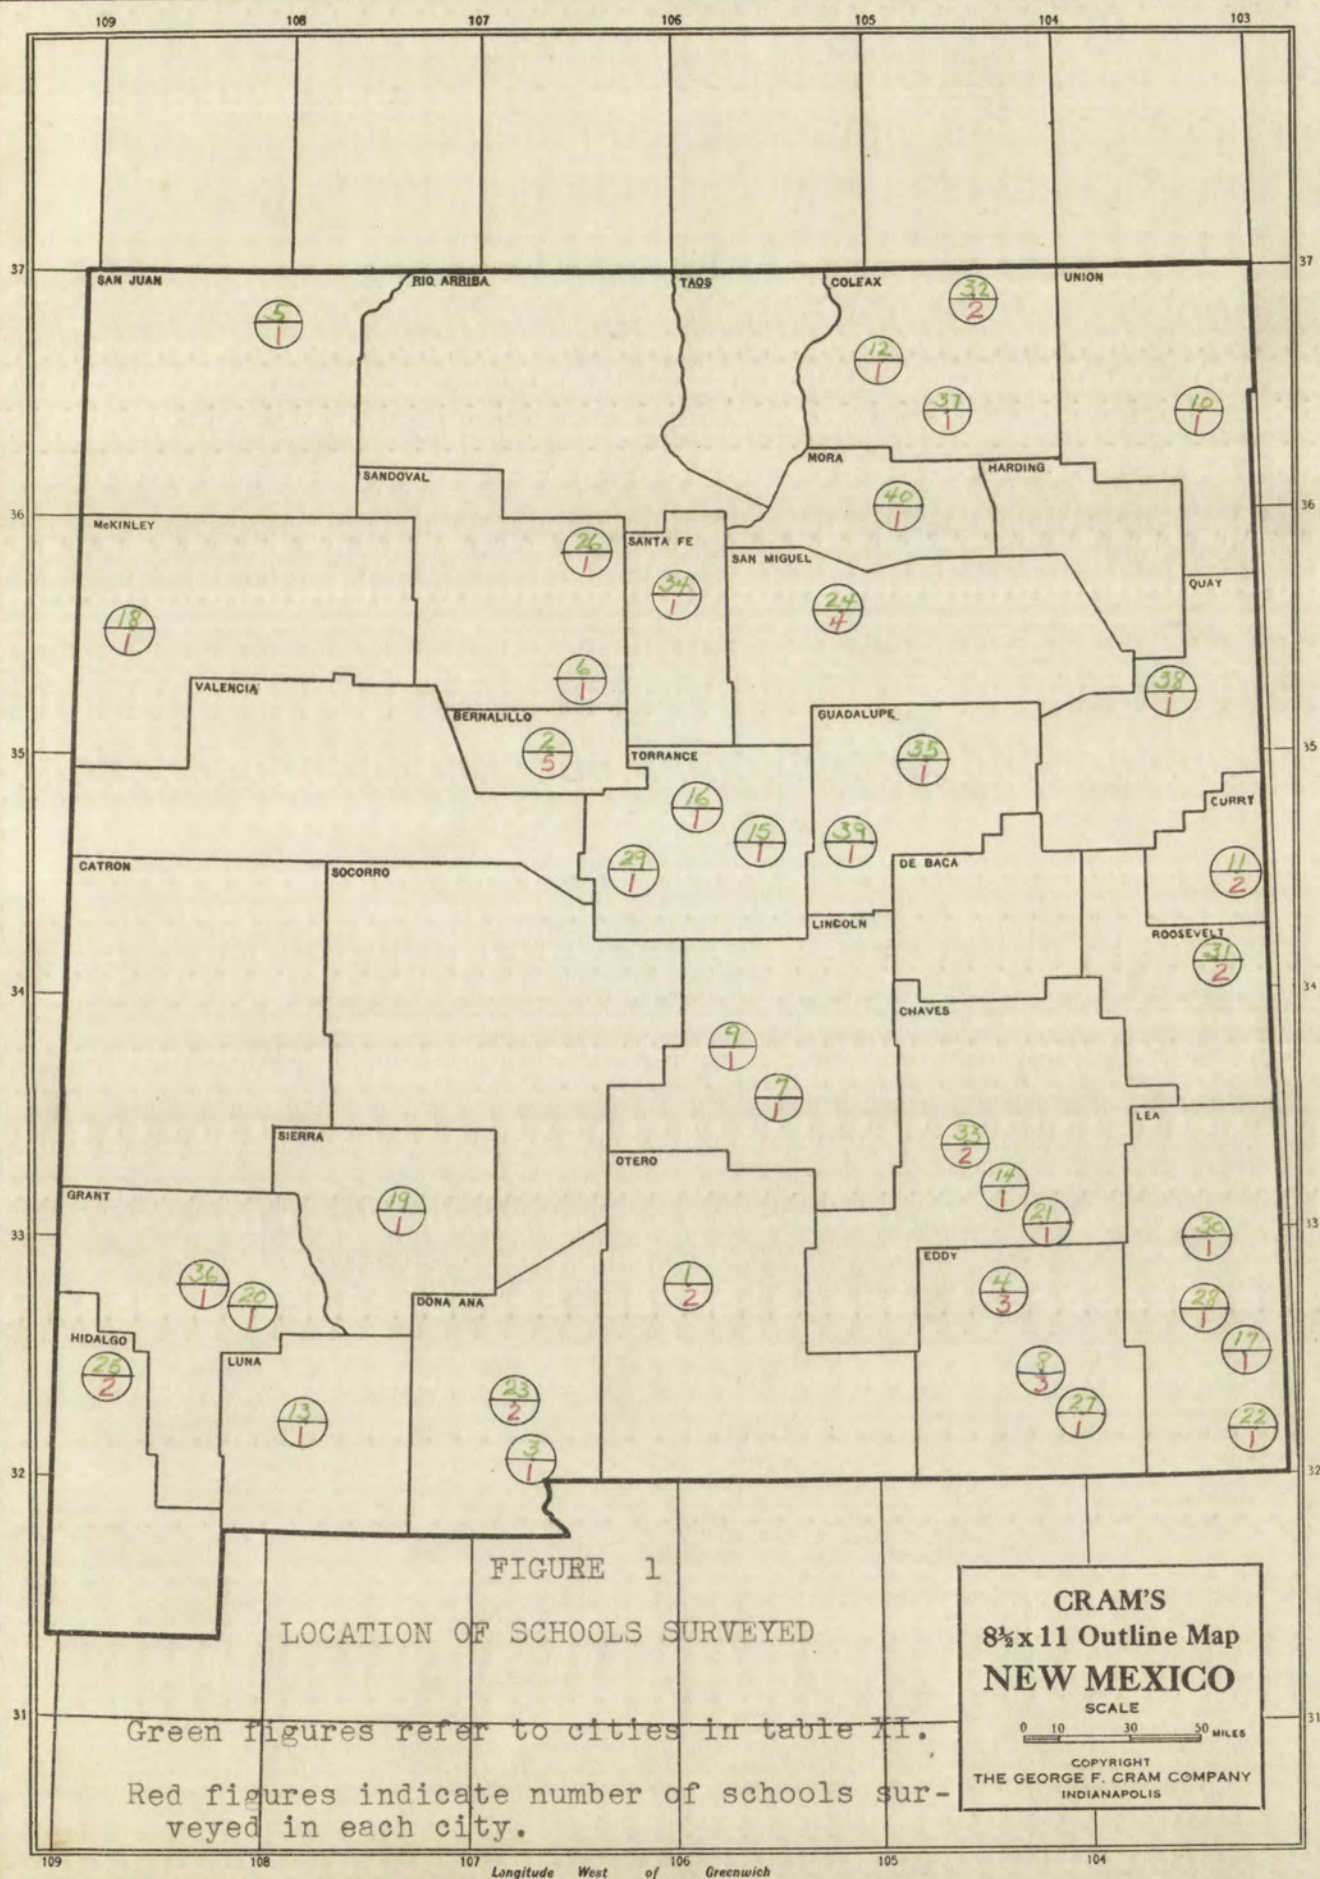 109 108 107 106 105 104 103
37 37
SAN JUAN RIO ARRIBA TAOS COLFAX UNION
5
1
32
2
12
1
37
1
10
1
SANDOVAL MORA HARDING
40
1
36 36
McKINLEY SANTA FE SAN MIGUEL QUAY
26
1
34
1
24
4
18
1
6
1
38
1
VALENCIA BERNALILLO GUADALUPE
2
5
35
1
35 35
TORRANCE CURRY
16
1
15
1
39
1
29
1
11
2
CATRON SOCORRO DE BACA
LINCOLN ROOSEVELT
31
2
34 34
CHAVES
9
1
7
1
LEA
SIERRA OTERO
33
2
14
1
21
1
GRANT
19
1
30
1
33 33
EDDY
36
1
20
1
1
2
4
3
28
1
DONA ANA
HIDALGO LUNA
17
1
25
2
23
2
8
3
13
1
27
1
22
1
3
1
32 32
FIGURE 1
LOCATION OF SCHOOLS SURVEYED
Green figures refer to cities in table XI.
Red figures indicate number of schools sur-
veyed in each city.
CRAM'S
8½x11 Outline Map
NEW MEXICO
SCALE
0 10 30 50 MILES
COPYRIGHT
THE GEORGE F. CRAM COMPANY
INDIANAPOLIS
31 31
109 108 107 106 105 104
Longitude West of Greenwich